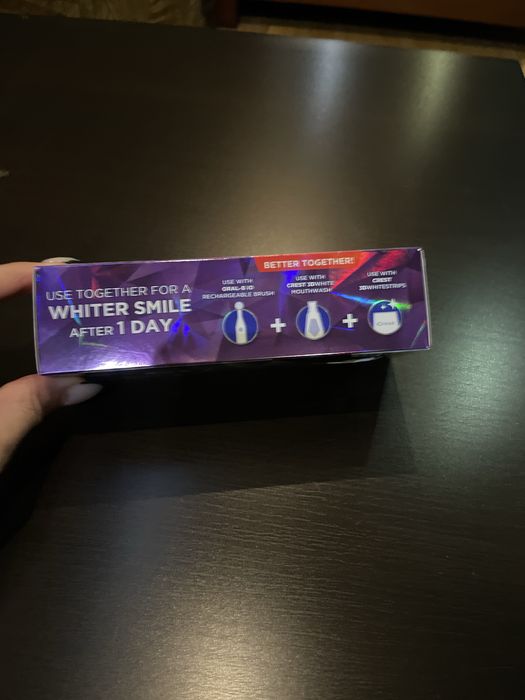 USE TOGETHER FOR A
WHITER SMILE
AFTER 1 DAY
BETTER TOGETHER!
USE WITH
ORAL-B iO
RECHARGEABLE BRUSH
+
USE WITH
CREST 3DWHITE
MOUTHWASH
+
USE WITH
CREST
3DWHITESTRIPS
Crest